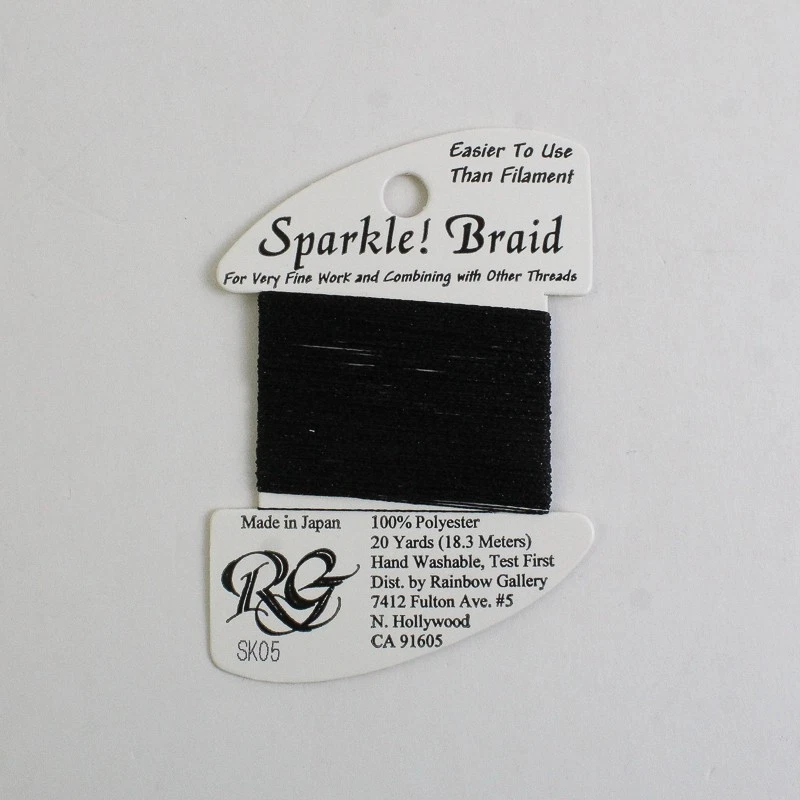 Easier To Use
Than Filament
Sparkle! Braid
For Very Fine Work and Combining with Other Threads
Made in Japan
RG
SK05
100% Polyester
20 Yards (18.3 Meters)
Hand Washable, Test First
Dist. by Rainbow Gallery
7412 Fulton Ave. #5
N. Hollywood
CA 91605